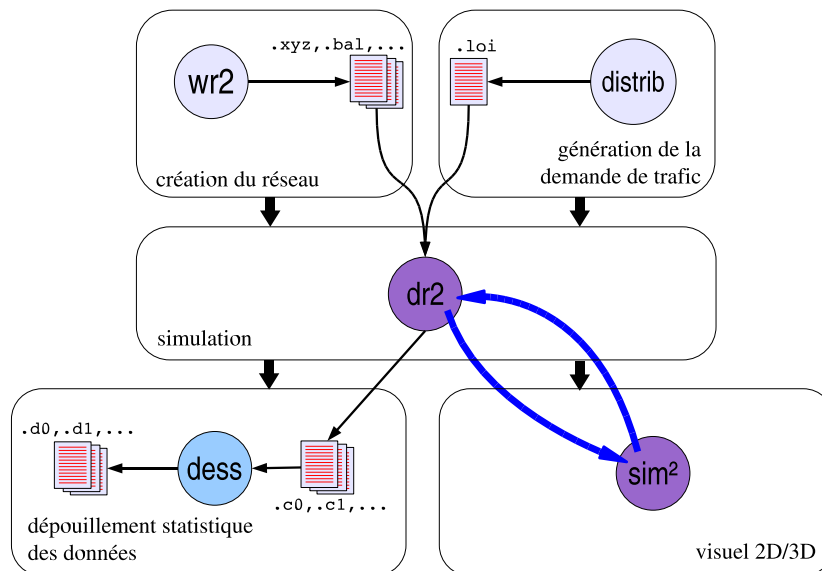 .xyz,.bal,...
wr2
création du réseau
.loi
distrib
génération de la
demande de trafic
dr2
simulation
.d0,.d1,...
dess
.c0,.c1,...
dépouillement statistique
des données
sim²
visuel 2D/3D